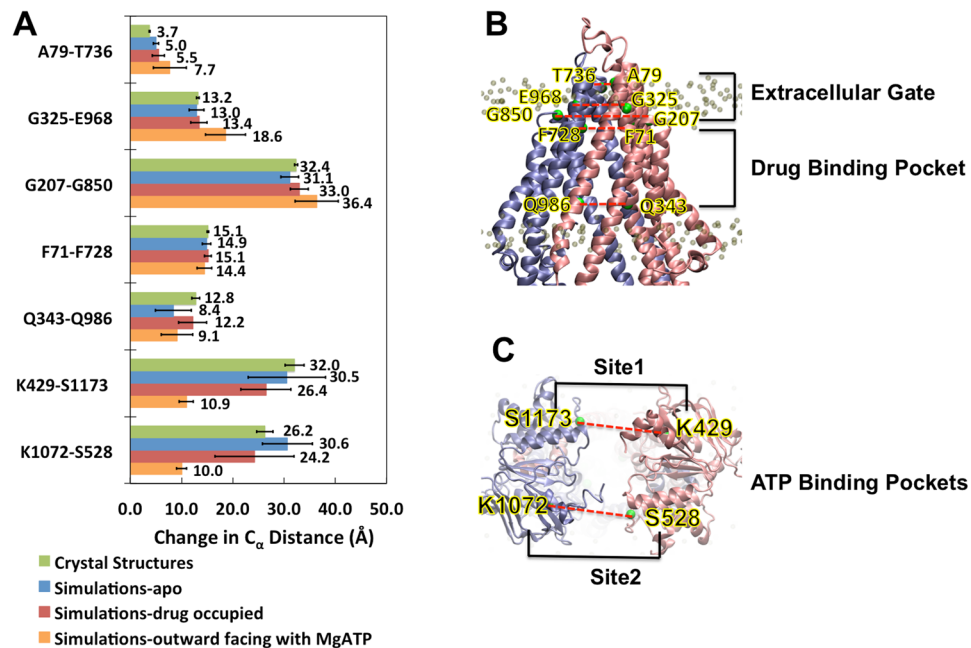 A
A79-T736
3.7
5.0
5.5
7.7
G325-E968
13.2
13.0
13.4
18.6
G207-G850
32.4
31.1
33.0
36.4
F71-F728
15.1
14.9
15.1
14.4
Q343-Q986
12.8
8.4
12.2
9.1
K429-S1173
32.0
30.5
26.4
10.9
K1072-S528
26.2
30.6
24.2
10.0
0.0 10.0 20.0 30.0 40.0 50.0
Change in Cα Distance (Å)
Crystal Structures
Simulations-apo
Simulations-drug occupied
Simulations-outward facing with MgATP
B
T736 A79
E968 G325
G850 G207
F728 F71
Q986 Q343
Extracellular Gate
Drug Binding Pocket
C
Site1
S1173 K429
K1072 S528
Site2
ATP Binding Pockets